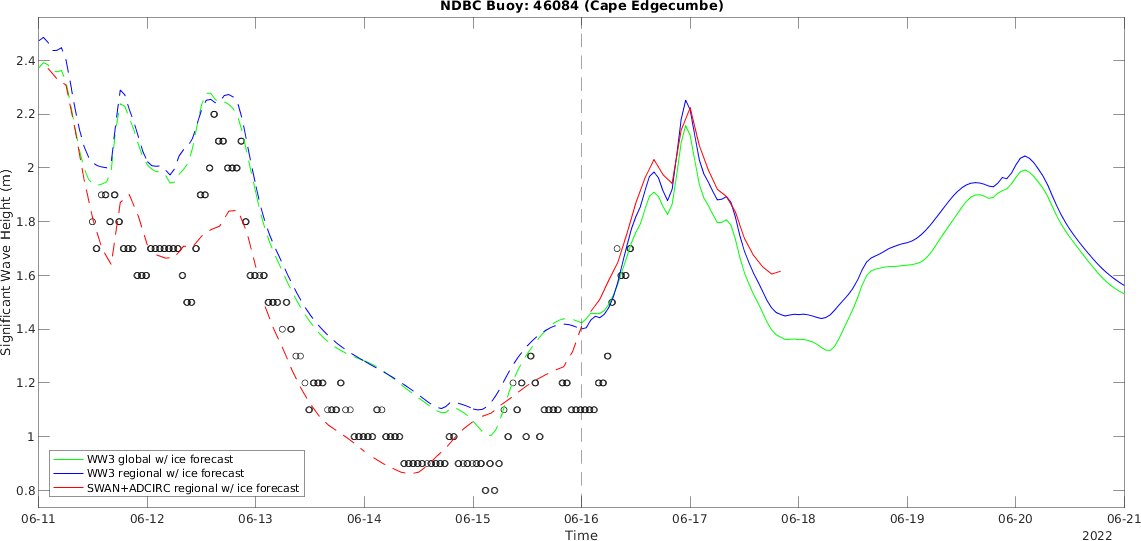 NDBC Buoy: 46084 (Cape Edgecumbe)
Significant Wave Height (m)
2.4
2.2
2
1.8
1.6
1.4
1.2
1
0.8
WW3 global w/ ice forecast
WW3 regional w/ ice forecast
SWAN+ADCIRC regional w/ ice forecast
06-11 06-12 06-13 06-14 06-15 06-16 06-17 06-18 06-19 06-20 06-21
Time
2022